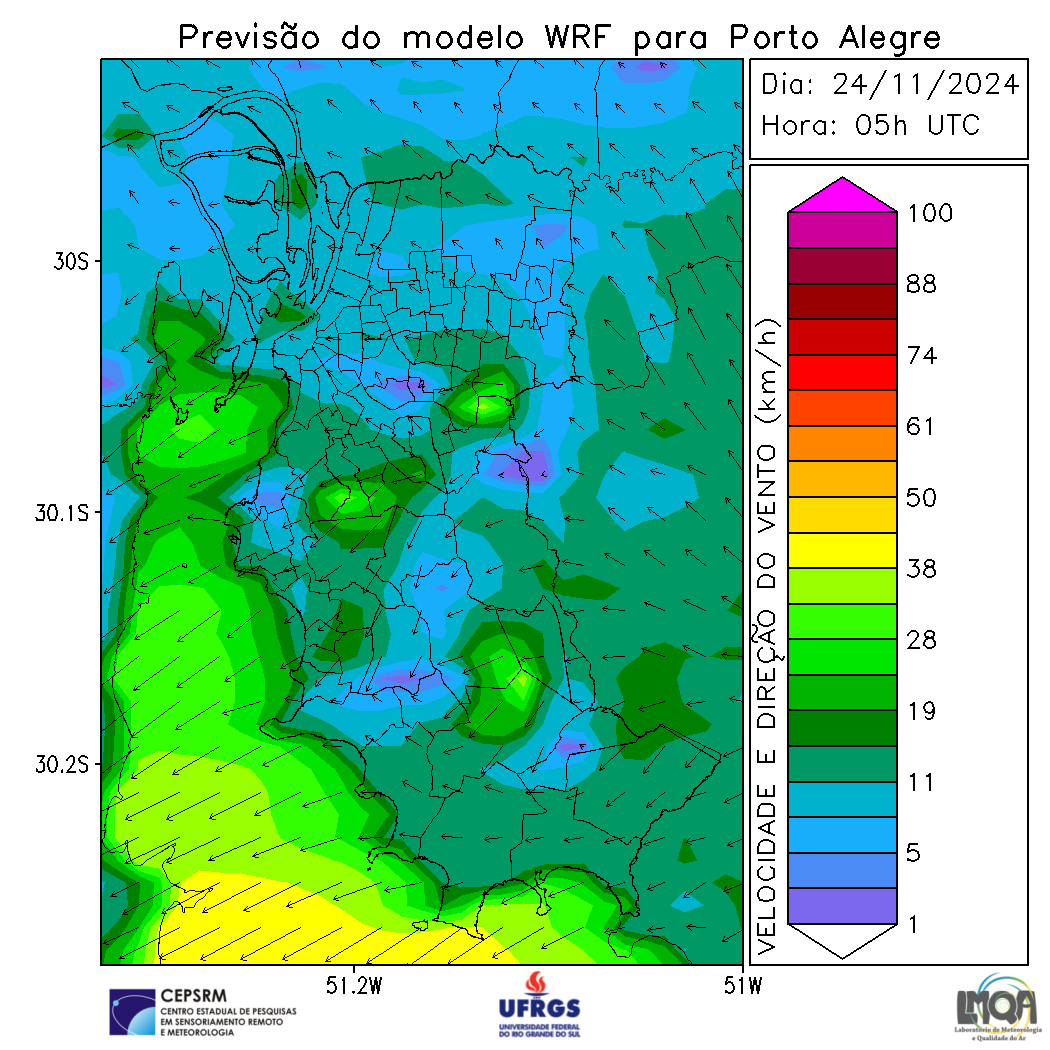 Previsão do modelo WRF para Porto Alegre
Dia: 24/11/2024
Hora: 05h UTC
VELOCIDADE E DIREÇÃO DO VENTO (km/h)
100
88
74
61
50
38
28
19
11
5
1
30S
30.1S
30.2S
51.2W
51W
CEPSRM
CENTRO ESTADUAL DE PESQUISAS
EM SENSORIAMENTO REMOTO
E METEOROLOGIA
UFRGS
UNIVERSIDADE FEDERAL
DO RIO GRANDE DO SUL
LMQA
Laboratório de Meteorologia
e Qualidade do Ar